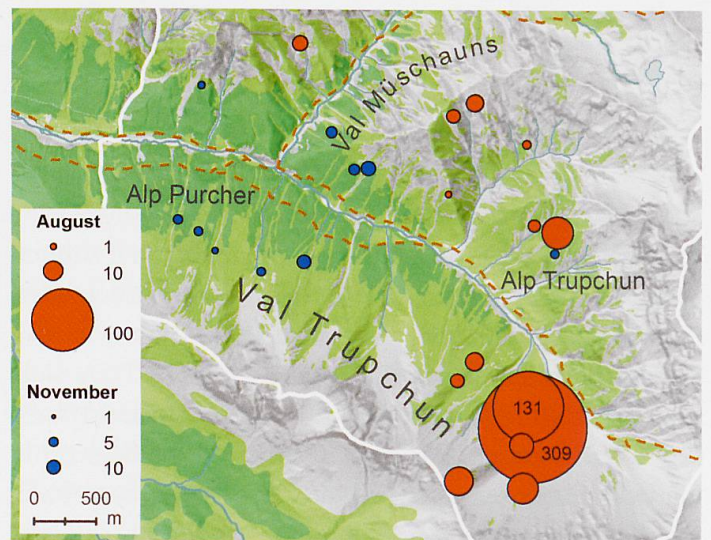 Val Müschauns
Alp Purcher
August
1
10
100
Alp Trupchun
Val Trupchun
November
1
5
10
131
309
0 500
m